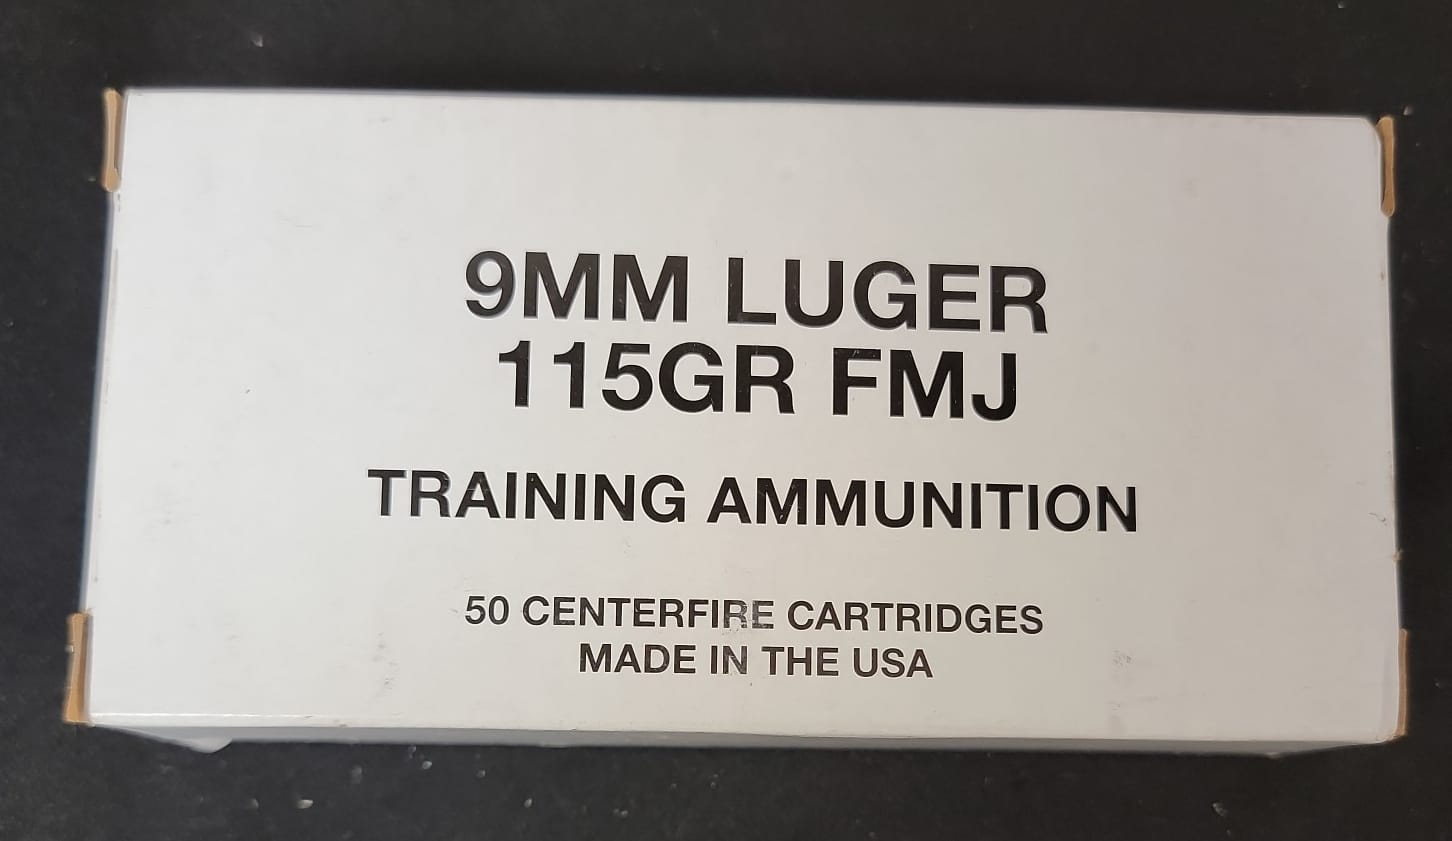 9MM LUGER
115GR FMJ
TRAINING AMMUNITION
50 CENTERFIRE CARTRIDGES
MADE IN THE USA